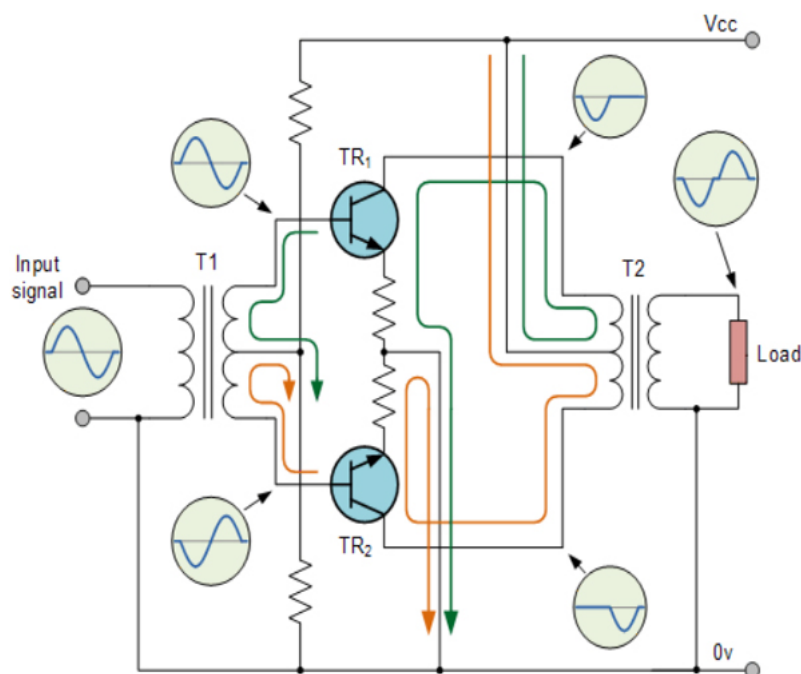 Vcc
TR₁
T1
Input
signal
T2
Load
TR₂
0v